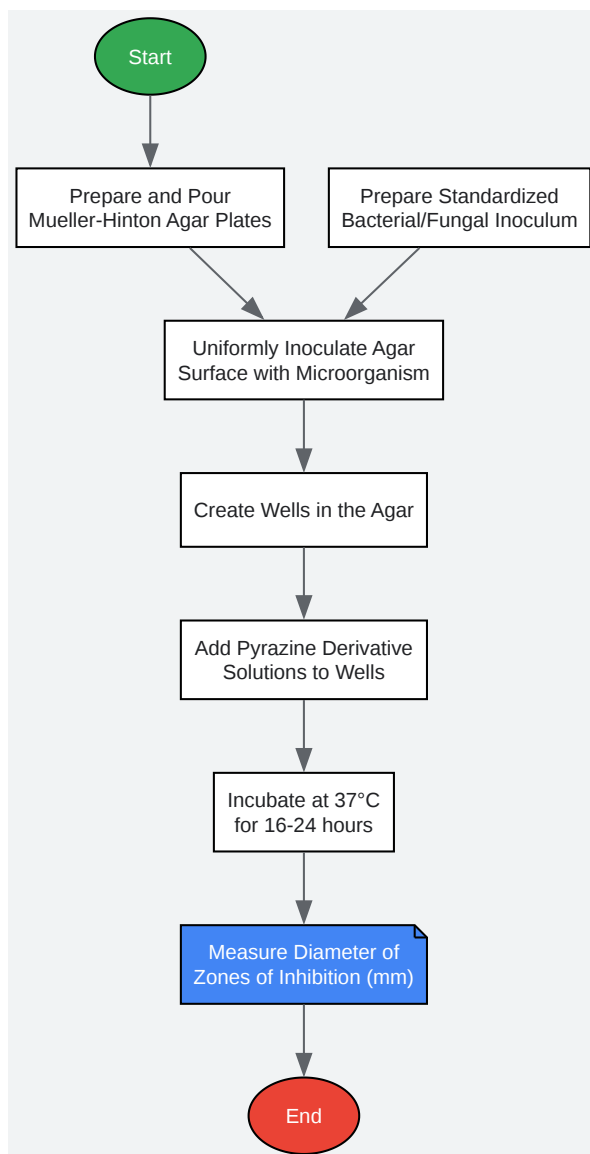 Start
Prepare and Pour
Mueller-Hinton Agar Plates
Prepare Standardized
Bacterial/Fungal Inoculum
Uniformly Inoculate Agar
Surface with Microorganism
Create Wells in the Agar
Add Pyrazine Derivative
Solutions to Wells
Incubate at 37°C
for 16-24 hours
Measure Diameter of
Zones of Inhibition (mm)
End